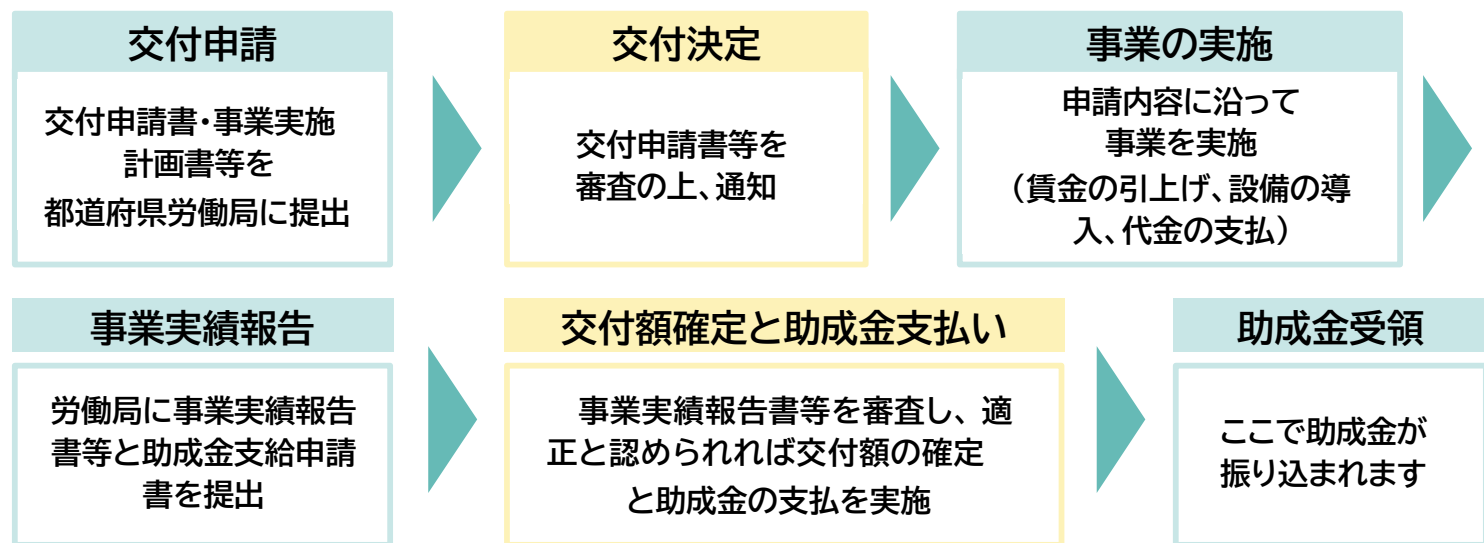 交付申請
交付申請書・事業実施
計画書等を
都道府県労働局に提出
交付決定
交付申請書等を
審査の上、通知
事業の実施
申請内容に沿って
事業を実施
（賃金の引上げ、設備の導
入、代金の支払）
事業実績報告
労働局に事業実績報告
書等と助成金支給申請
書を提出
交付額確定と助成金支払い
事業実績報告書等を審査し、適
正と認められれば交付額の確定
と助成金の支払を実施
助成金受領
ここで助成金が
振り込まれます